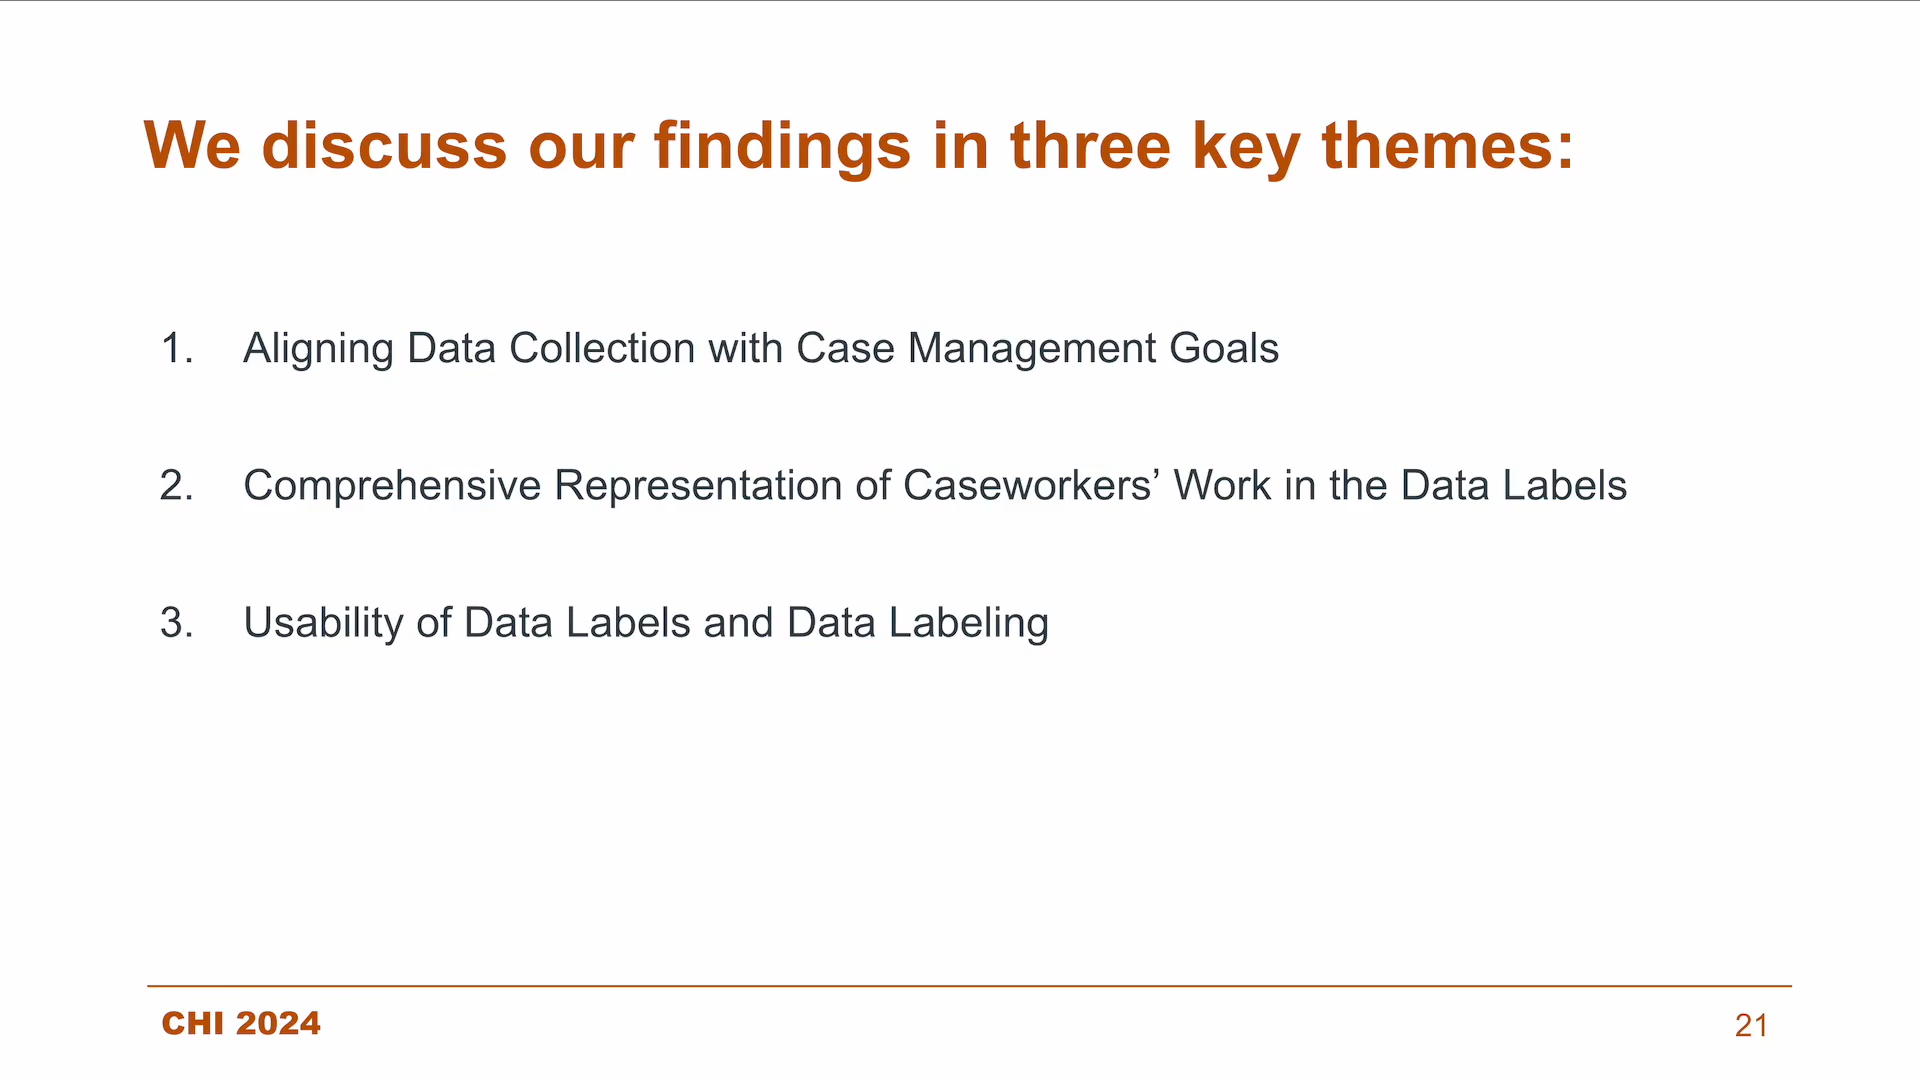 We discuss our findings in three key themes:
1. Aligning Data Collection with Case Management Goals
2. Comprehensive Representation of Caseworkers’ Work in the Data Labels
3. Usability of Data Labels and Data Labeling
CHI 2024
21